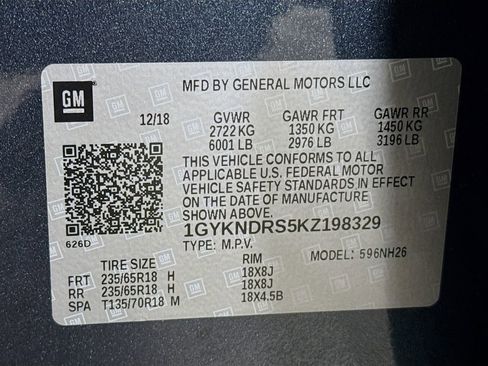 GM
MFD BY GENERAL MOTORS LLC
12/18 GVWR GAWR FRT GAWR RR
2722 KG 1350 KG 1450 KG
6001 LB 2976 LB 3196 LB
THIS VEHICLE CONFORMS TO ALL
APPLICABLE U.S. FEDERAL MOTOR
VEHICLE SAFETY STANDARDS IN EFFECT
ON THE DATE OF MANUFACTURE
SHOWN ABOVE.
1GYKNDRS5KZ198329
626D
TYPE: M.P.V. MODEL: 596NH26
TIRE SIZE RIM
FRT 235/65R18 H 18X8J
RR 235/65R18 H 18X8J
SPA T135/70R18 M 18X4.5B